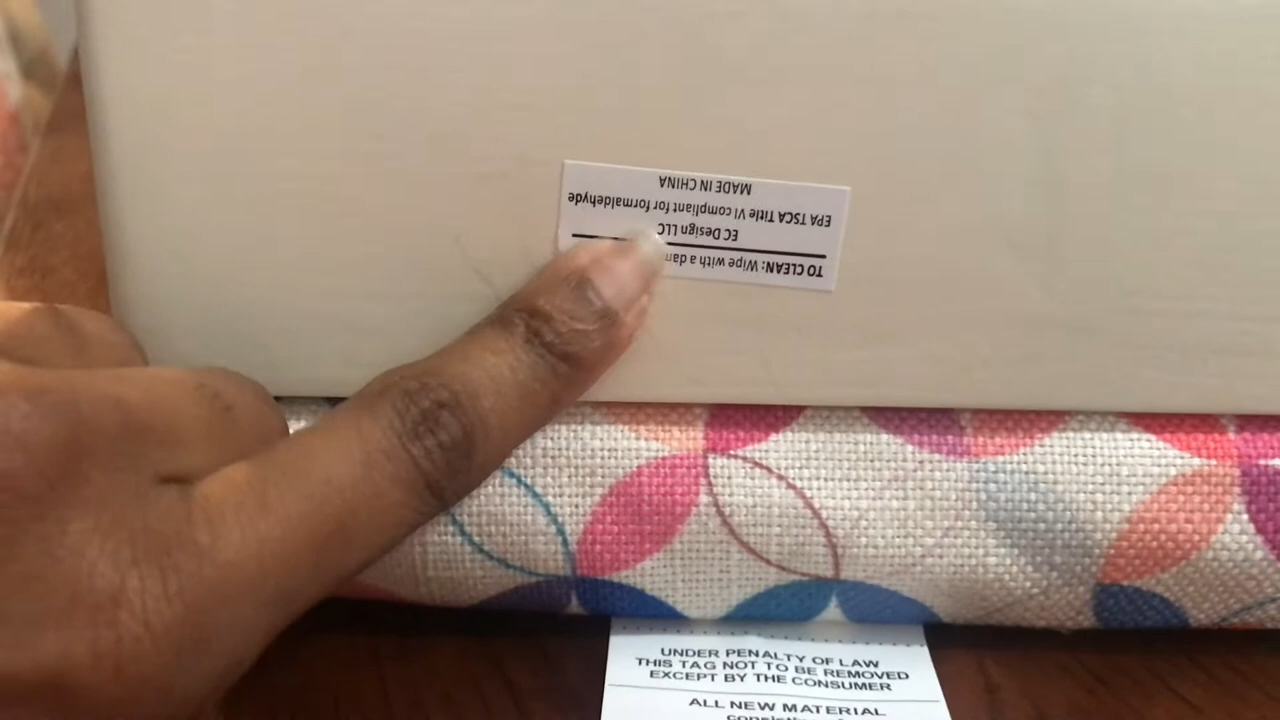 TO CLEAN: Wipe with a
EC Design LLC
EPA TSCA Title VI compliant for formaldehyde
MADE IN CHINA
UNDER PENALTY OF LAW
THIS TAG NOT TO BE REMOVED
EXCEPT BY THE CONSUMER
ALL NEW MATERIAL